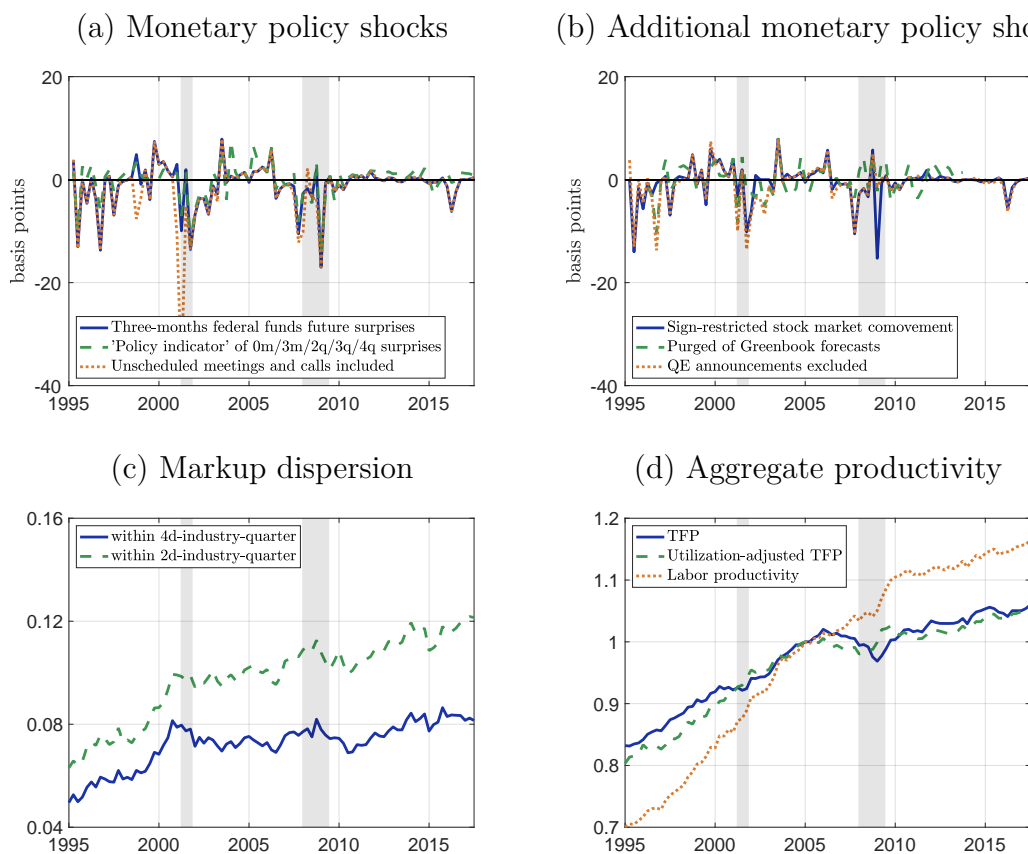 (a) Monetary policy shocks
(b) Additional monetary policy sho
20
0
-20
-40
basis points
Three-months federal funds future surprises
'Policy indicator' of 0m/3m/2q/3q/4q surprises
Unscheduled meetings and calls included
1995
2000
2005
2010
2015
20
0
-20
-40
basis points
Sign-restricted stock market comovement
Purged of Greenbook forecasts
QE announcements excluded
1995
2000
2005
2010
2015
(c) Markup dispersion
(d) Aggregate productivity
0.16
0.12
0.08
0.04
within 4d-industry-quarter
within 2d-industry-quarter
1995
2000
2005
2010
2015
1.2
1.1
1
0.9
0.8
0.7
TFP
Utilization-adjusted TFP
Labor productivity
1995
2000
2005
2010
2015